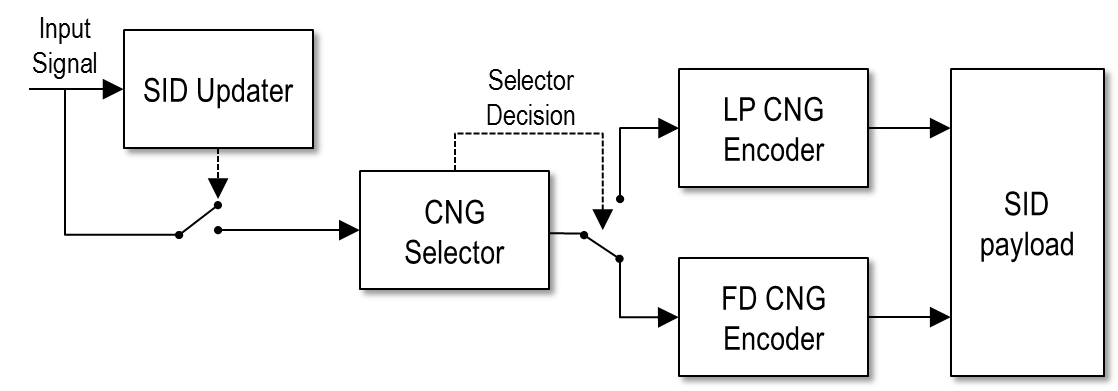 Input
Signal
SID Updater
Selector
Decision
CNG
Selector
LP CNG
Encoder
FD CNG
Encoder
SID
payload